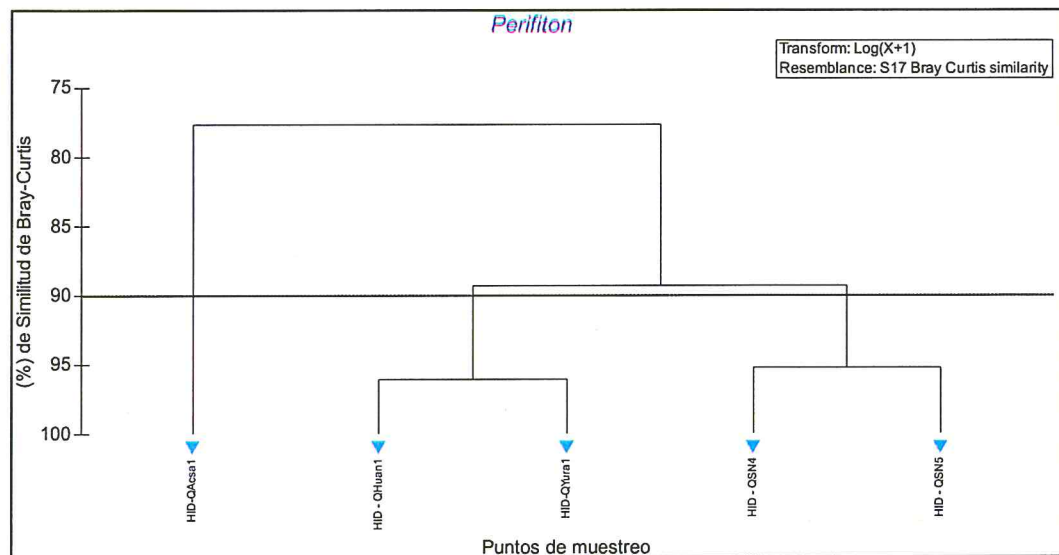 Perifiton
Transform: Log(X+1)
Resemblance: S17 Bray Curtis similarity
(%) de Similitud de Bray-Curtis
75
80
85
90
95
100
HID-QAcsa1
HID - QHuan1
HID-QYura1
HID - QSN4
HID - QSN5
Puntos de muestreo